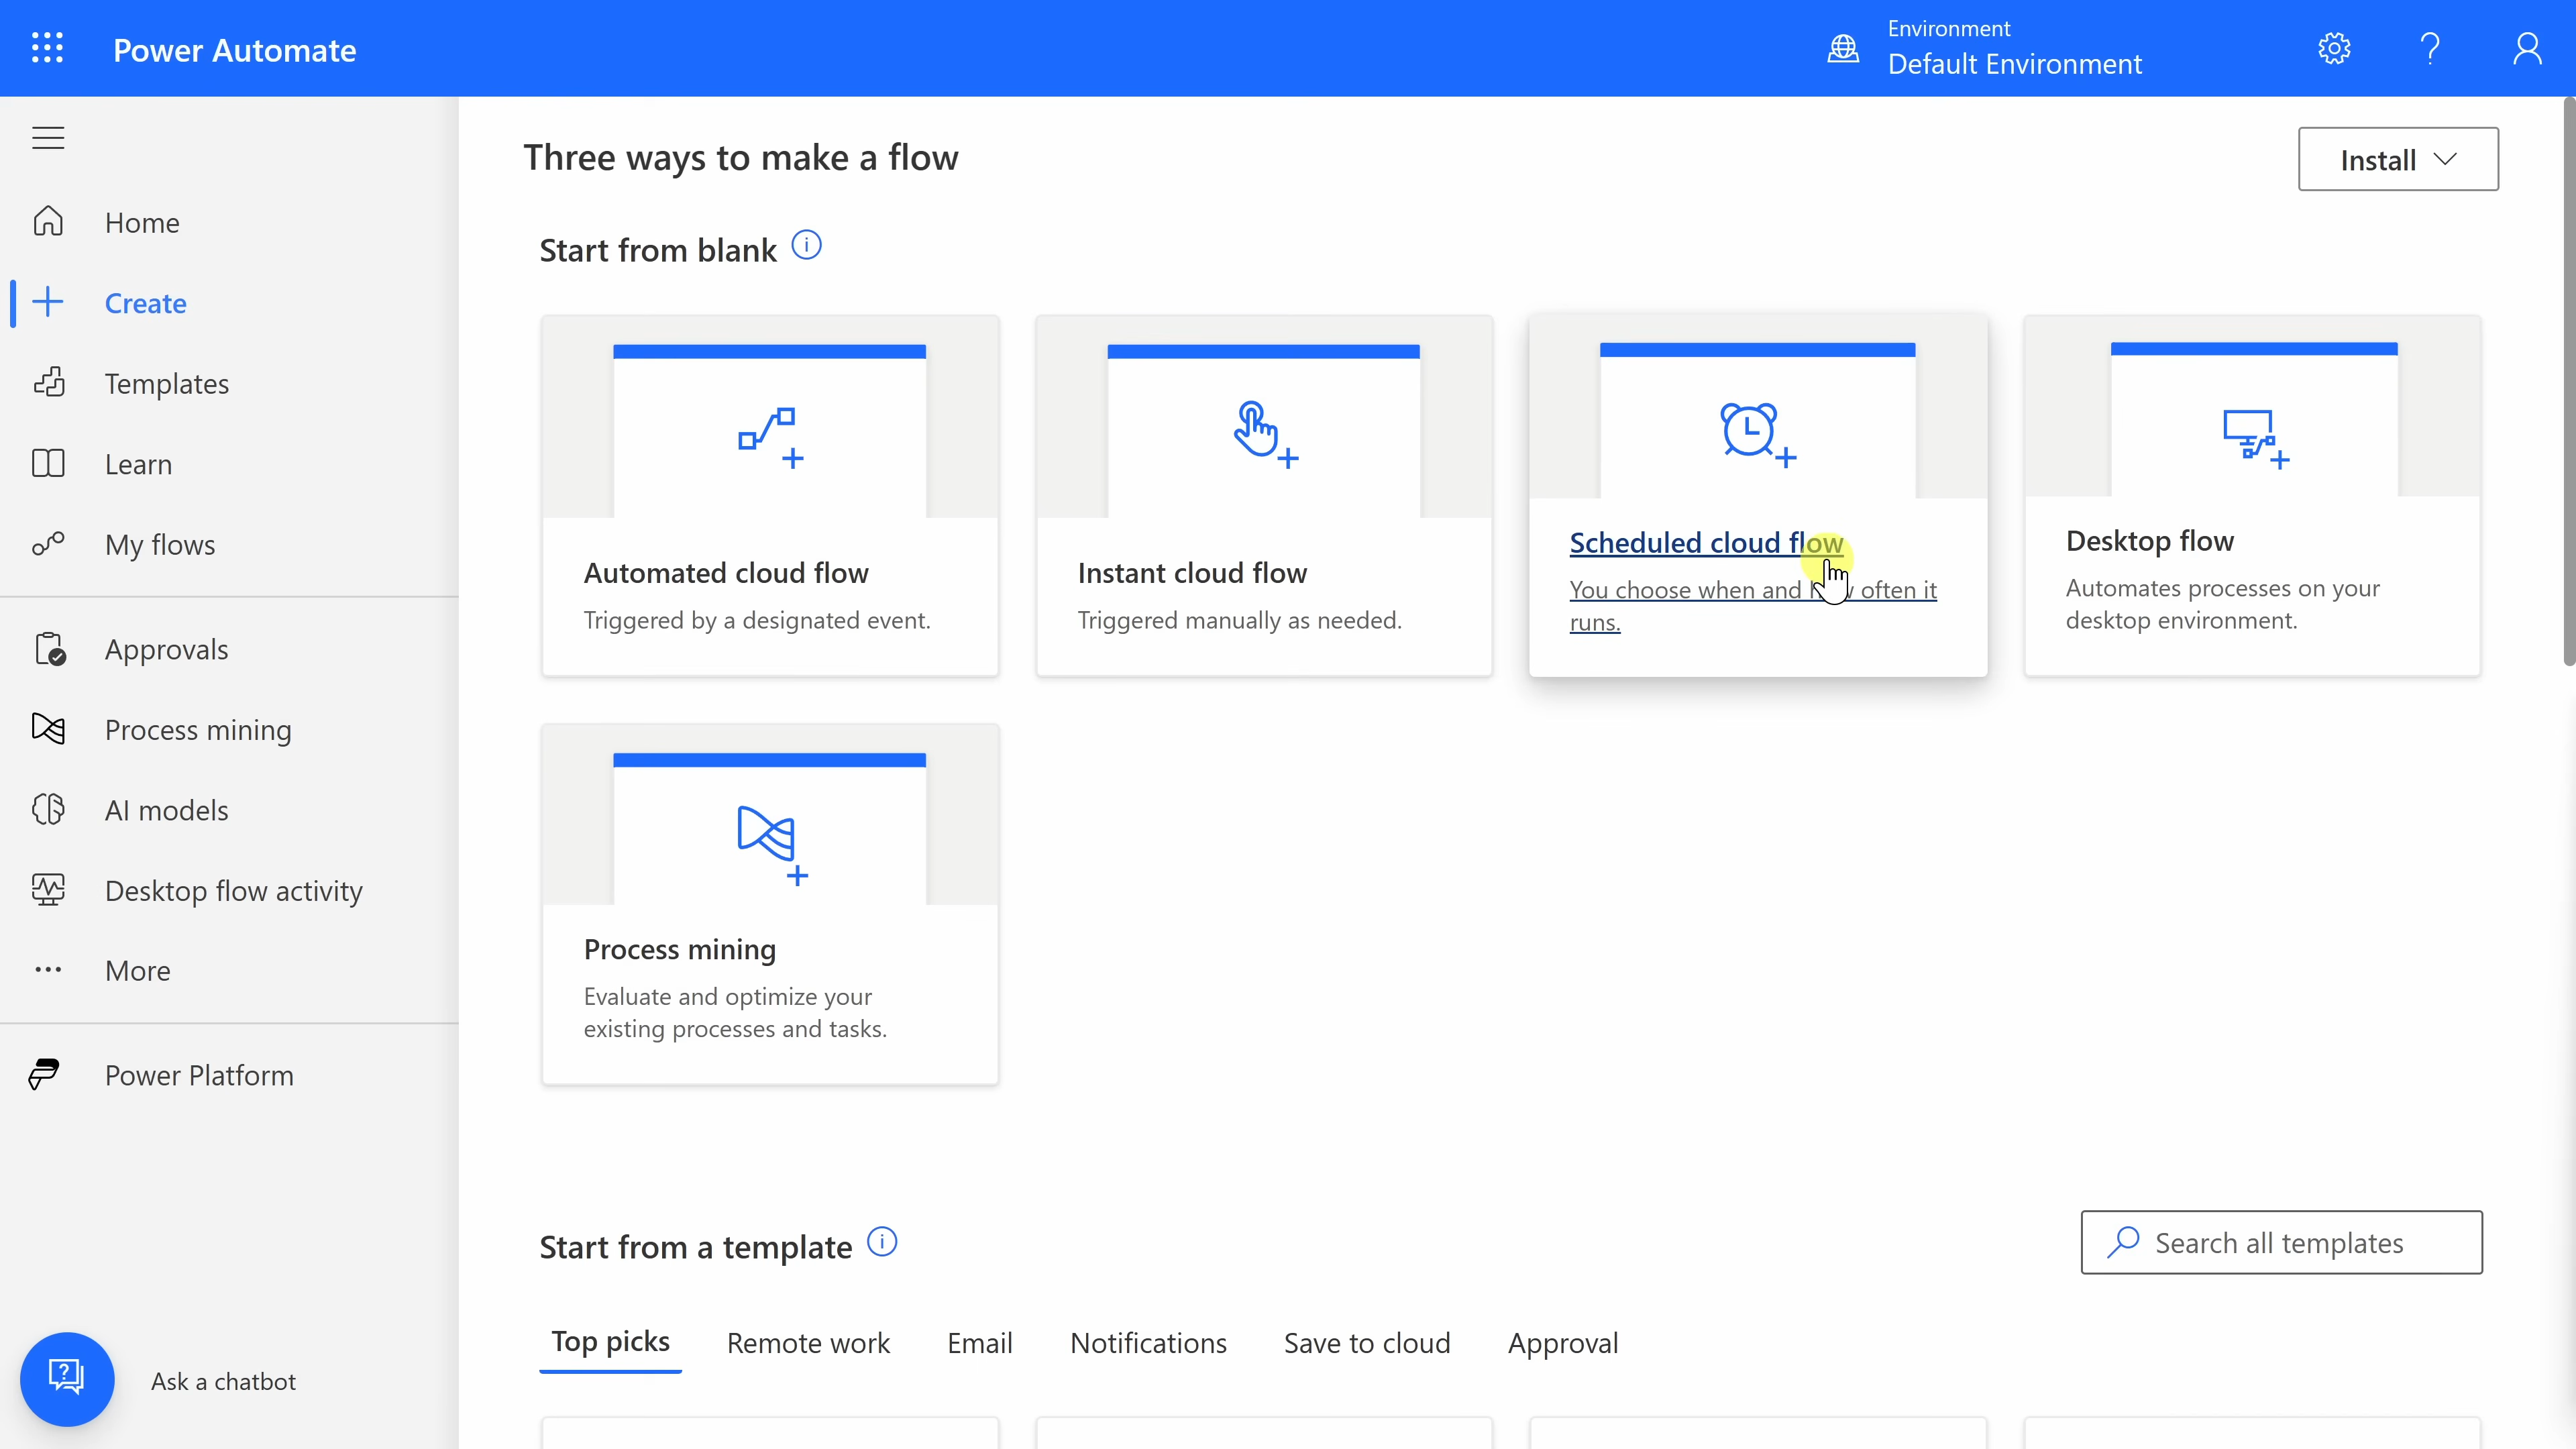 Power Automate
Environment
Default Environment
Home
Create
Templates
Learn
My flows
Approvals
Process mining
AI models
Desktop flow activity
More
Power Platform
Ask a chatbot
Three ways to make a flow
Install
Start from blank
Automated cloud flow
Triggered by a designated event.
Instant cloud flow
Triggered manually as needed.
Scheduled cloud flow
You choose when and how often it
runs.
Desktop flow
Automates processes on your
desktop environment.
Process mining
Evaluate and optimize your
existing processes and tasks.
Start from a template
Search all templates
Top picks
Remote work
Email
Notifications
Save to cloud
Approval